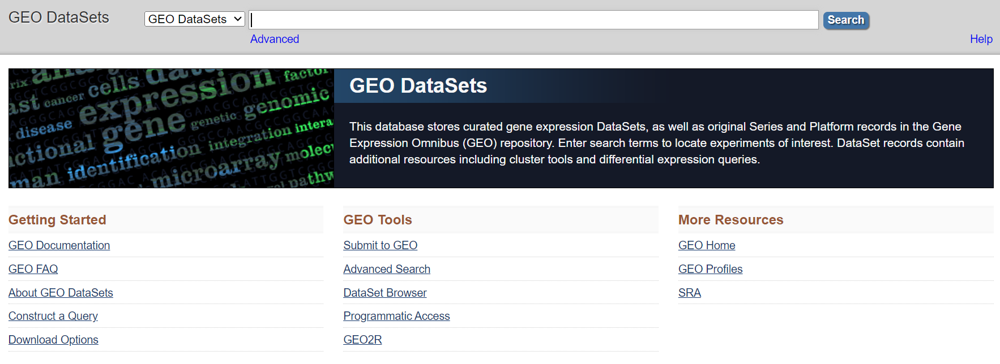 GEO DataSets
GEO DataSets
Search
Advanced
Help
rix
cells
data
factor
ast cancer
expression
genomic
disease
gene
genetic
ctional
integration
intera
identification
molecu
man
microarray
pathw
GEO DataSets
This database stores curated gene expression DataSets, as well as original Series and Platform records in the Gene
Expression Omnibus (GEO) repository. Enter search terms to locate experiments of interest. DataSet records contain
additional resources including cluster tools and differential expression queries.
Getting Started
GEO Documentation
GEO FAQ
About GEO DataSets
Construct a Query
Download Options
GEO Tools
Submit to GEO
Advanced Search
DataSet Browser
Programmatic Access
GEO2R
More Resources
GEO Home
GEO Profiles
SRA